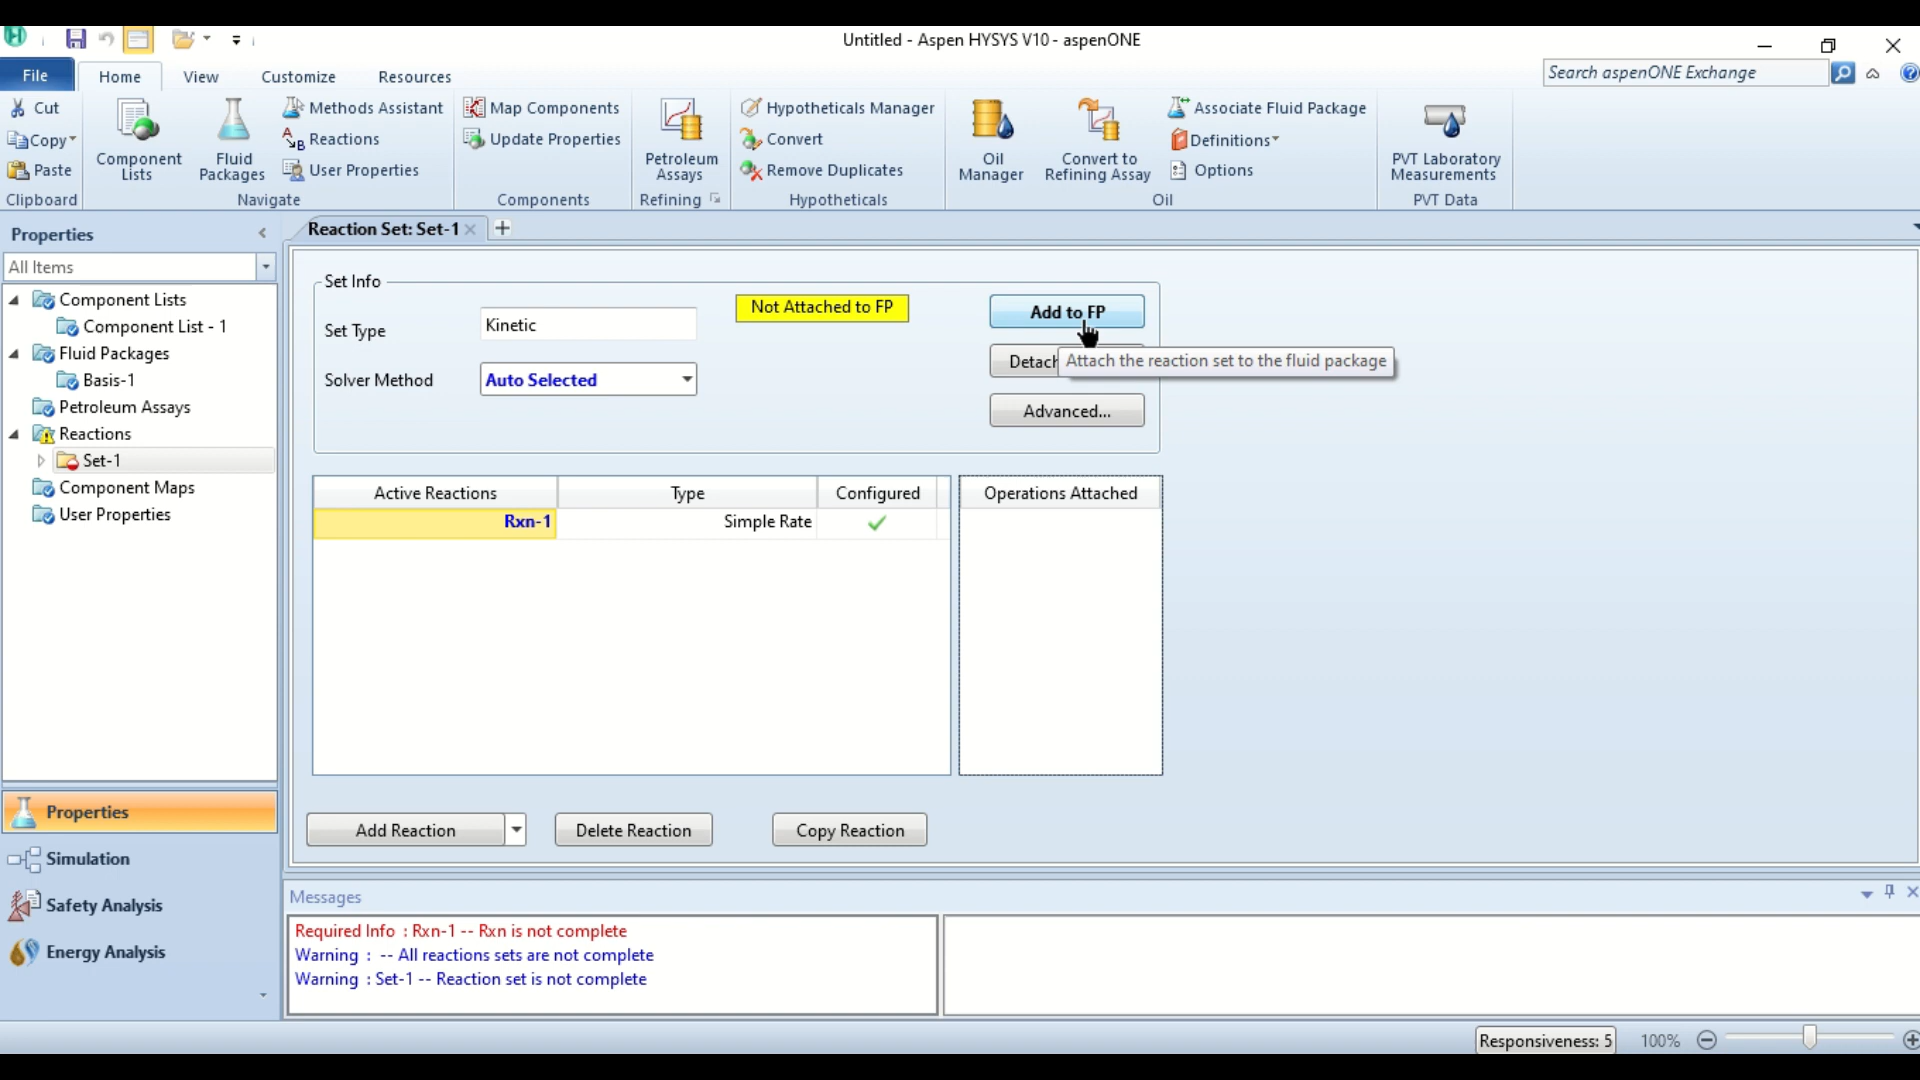 Untitled - Aspen HYSYS V10 - aspenONE
File
Home
View
Customize
Resources
Search aspenONE Exchange
Cut
Copy
Paste
Clipboard
Component Lists
Fluid Packages
Methods Assistant
Reactions
User Properties
Navigate
Map Components
Update Properties
Components
Petroleum Assays
Refining
Hypotheticals Manager
Convert
Remove Duplicates
Hypotheticals
Oil Manager
Convert to Refining Assay
Associate Fluid Package
Definitions
Options
Oil
PVT Laboratory Measurements
PVT Data
Properties
All Items
Component Lists
Component List - 1
Fluid Packages
Basis-1
Petroleum Assays
Reactions
Set-1
Component Maps
User Properties
Properties
Simulation
Safety Analysis
Energy Analysis
Reaction Set: Set-1
Set Info
Set Type
Kinetic
Not Attached to FP
Add to FP
Solver Method
Auto Selected
Detach
Attach the reaction set to the fluid package
Advanced...
Active Reactions
Type
Configured
Operations Attached
Rxn-1
Simple Rate
Add Reaction
Delete Reaction
Copy Reaction
Messages
Required Info : Rxn-1 -- Rxn is not complete
Warning : -- All reactions sets are not complete
Warning : Set-1 -- Reaction set is not complete
Responsiveness: 5
100%